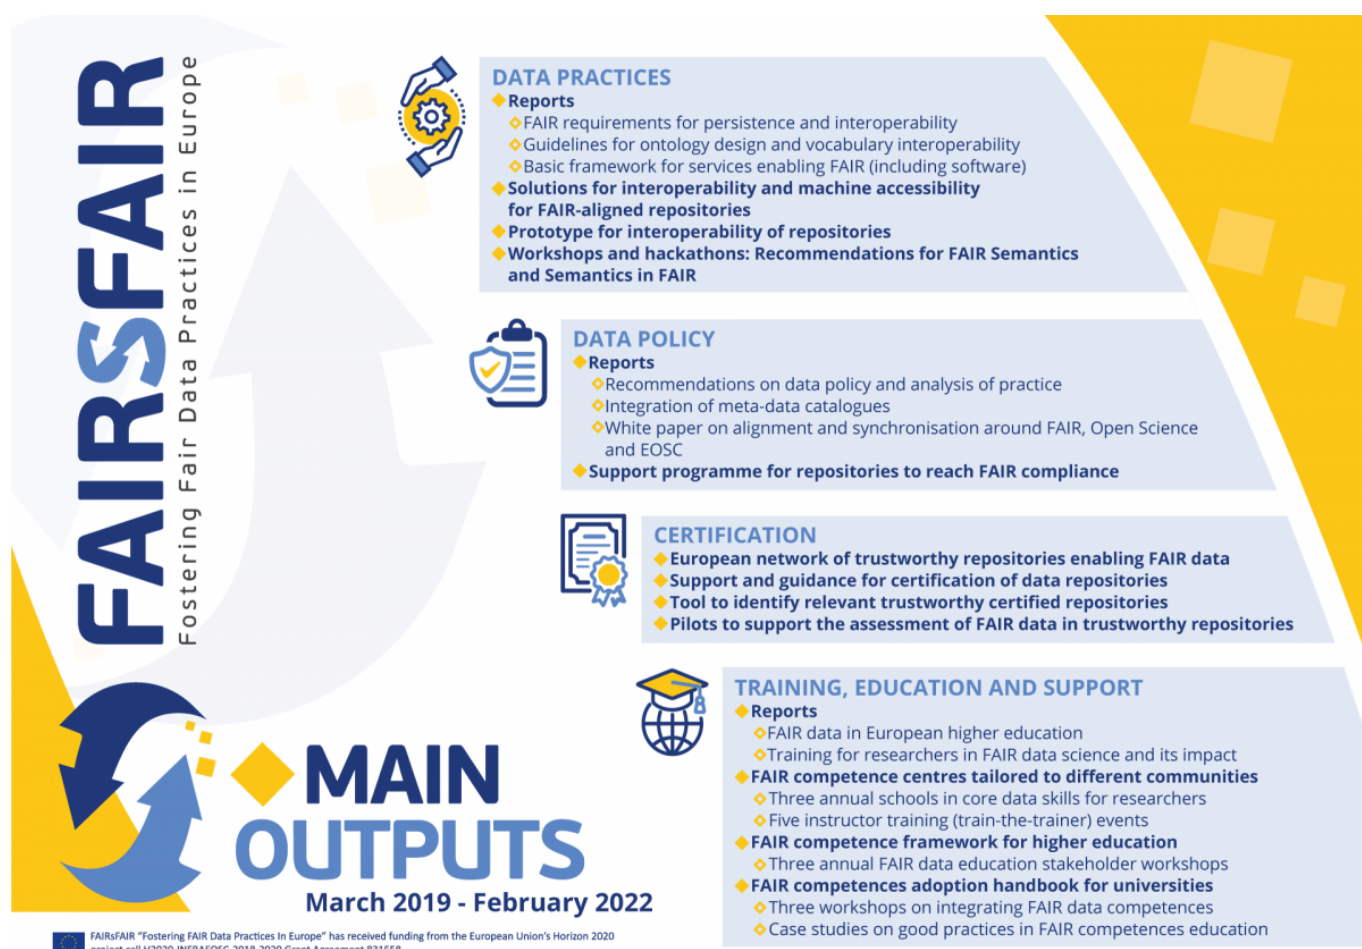 FAIRsFAIR
Fostering Fair Data Practices in Europe
DATA PRACTICES
Reports
FAIR requirements for persistence and interoperability
Guidelines for ontology design and vocabulary interoperability
Basic framework for services enabling FAIR (including software)
Solutions for interoperability and machine accessibility
for FAIR-aligned repositories
Prototype for interoperability of repositories
Workshops and hackathons: Recommendations for FAIR Semantics
and Semantics in FAIR
DATA POLICY
Reports
Recommendations on data policy and analysis of practice
Integration of meta-data catalogues
White paper on alignment and synchronisation around FAIR, Open Science
and EOSC
Support programme for repositories to reach FAIR compliance
CERTIFICATION
European network of trustworthy repositories enabling FAIR data
Support and guidance for certification of data repositories
Tool to identify relevant trustworthy certified repositories
Pilots to support the assessment of FAIR data in trustworthy repositories
TRAINING, EDUCATION AND SUPPORT
Reports
FAIR data in European higher education
Training for researchers in FAIR data science and its impact
FAIR competence centres tailored to different communities
Three annual schools in core data skills for researchers
Five instructor training (train-the-trainer) events
FAIR competence framework for higher education
Three annual FAIR data education stakeholder workshops
FAIR competences adoption handbook for universities
Three workshops on integrating FAIR data competences
Case studies on good practices in FAIR competences education
MAIN
OUTPUTS
March 2019 - February 2022
FAIRsFAIR "Fostering FAIR Data Practices In Europe" has received funding from the European Union's Horizon 2020
project call H2020-INFRAEOSC-2018-2020 Grant Agreement 831558